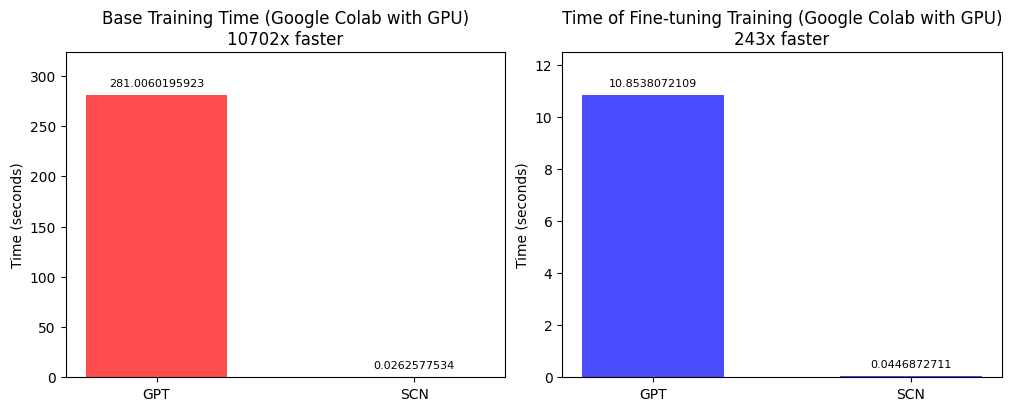 Base Training Time (Google Colab with GPU)
10702x faster
Time (seconds)
300
250
200
150
100
50
0
281.0060195923
0.0262577534
GPT
SCN
Time of Fine-tuning Training (Google Colab with GPU)
243x faster
Time (seconds)
12
10
8
6
4
2
0
10.8538072109
0.0446872711
GPT
SCN